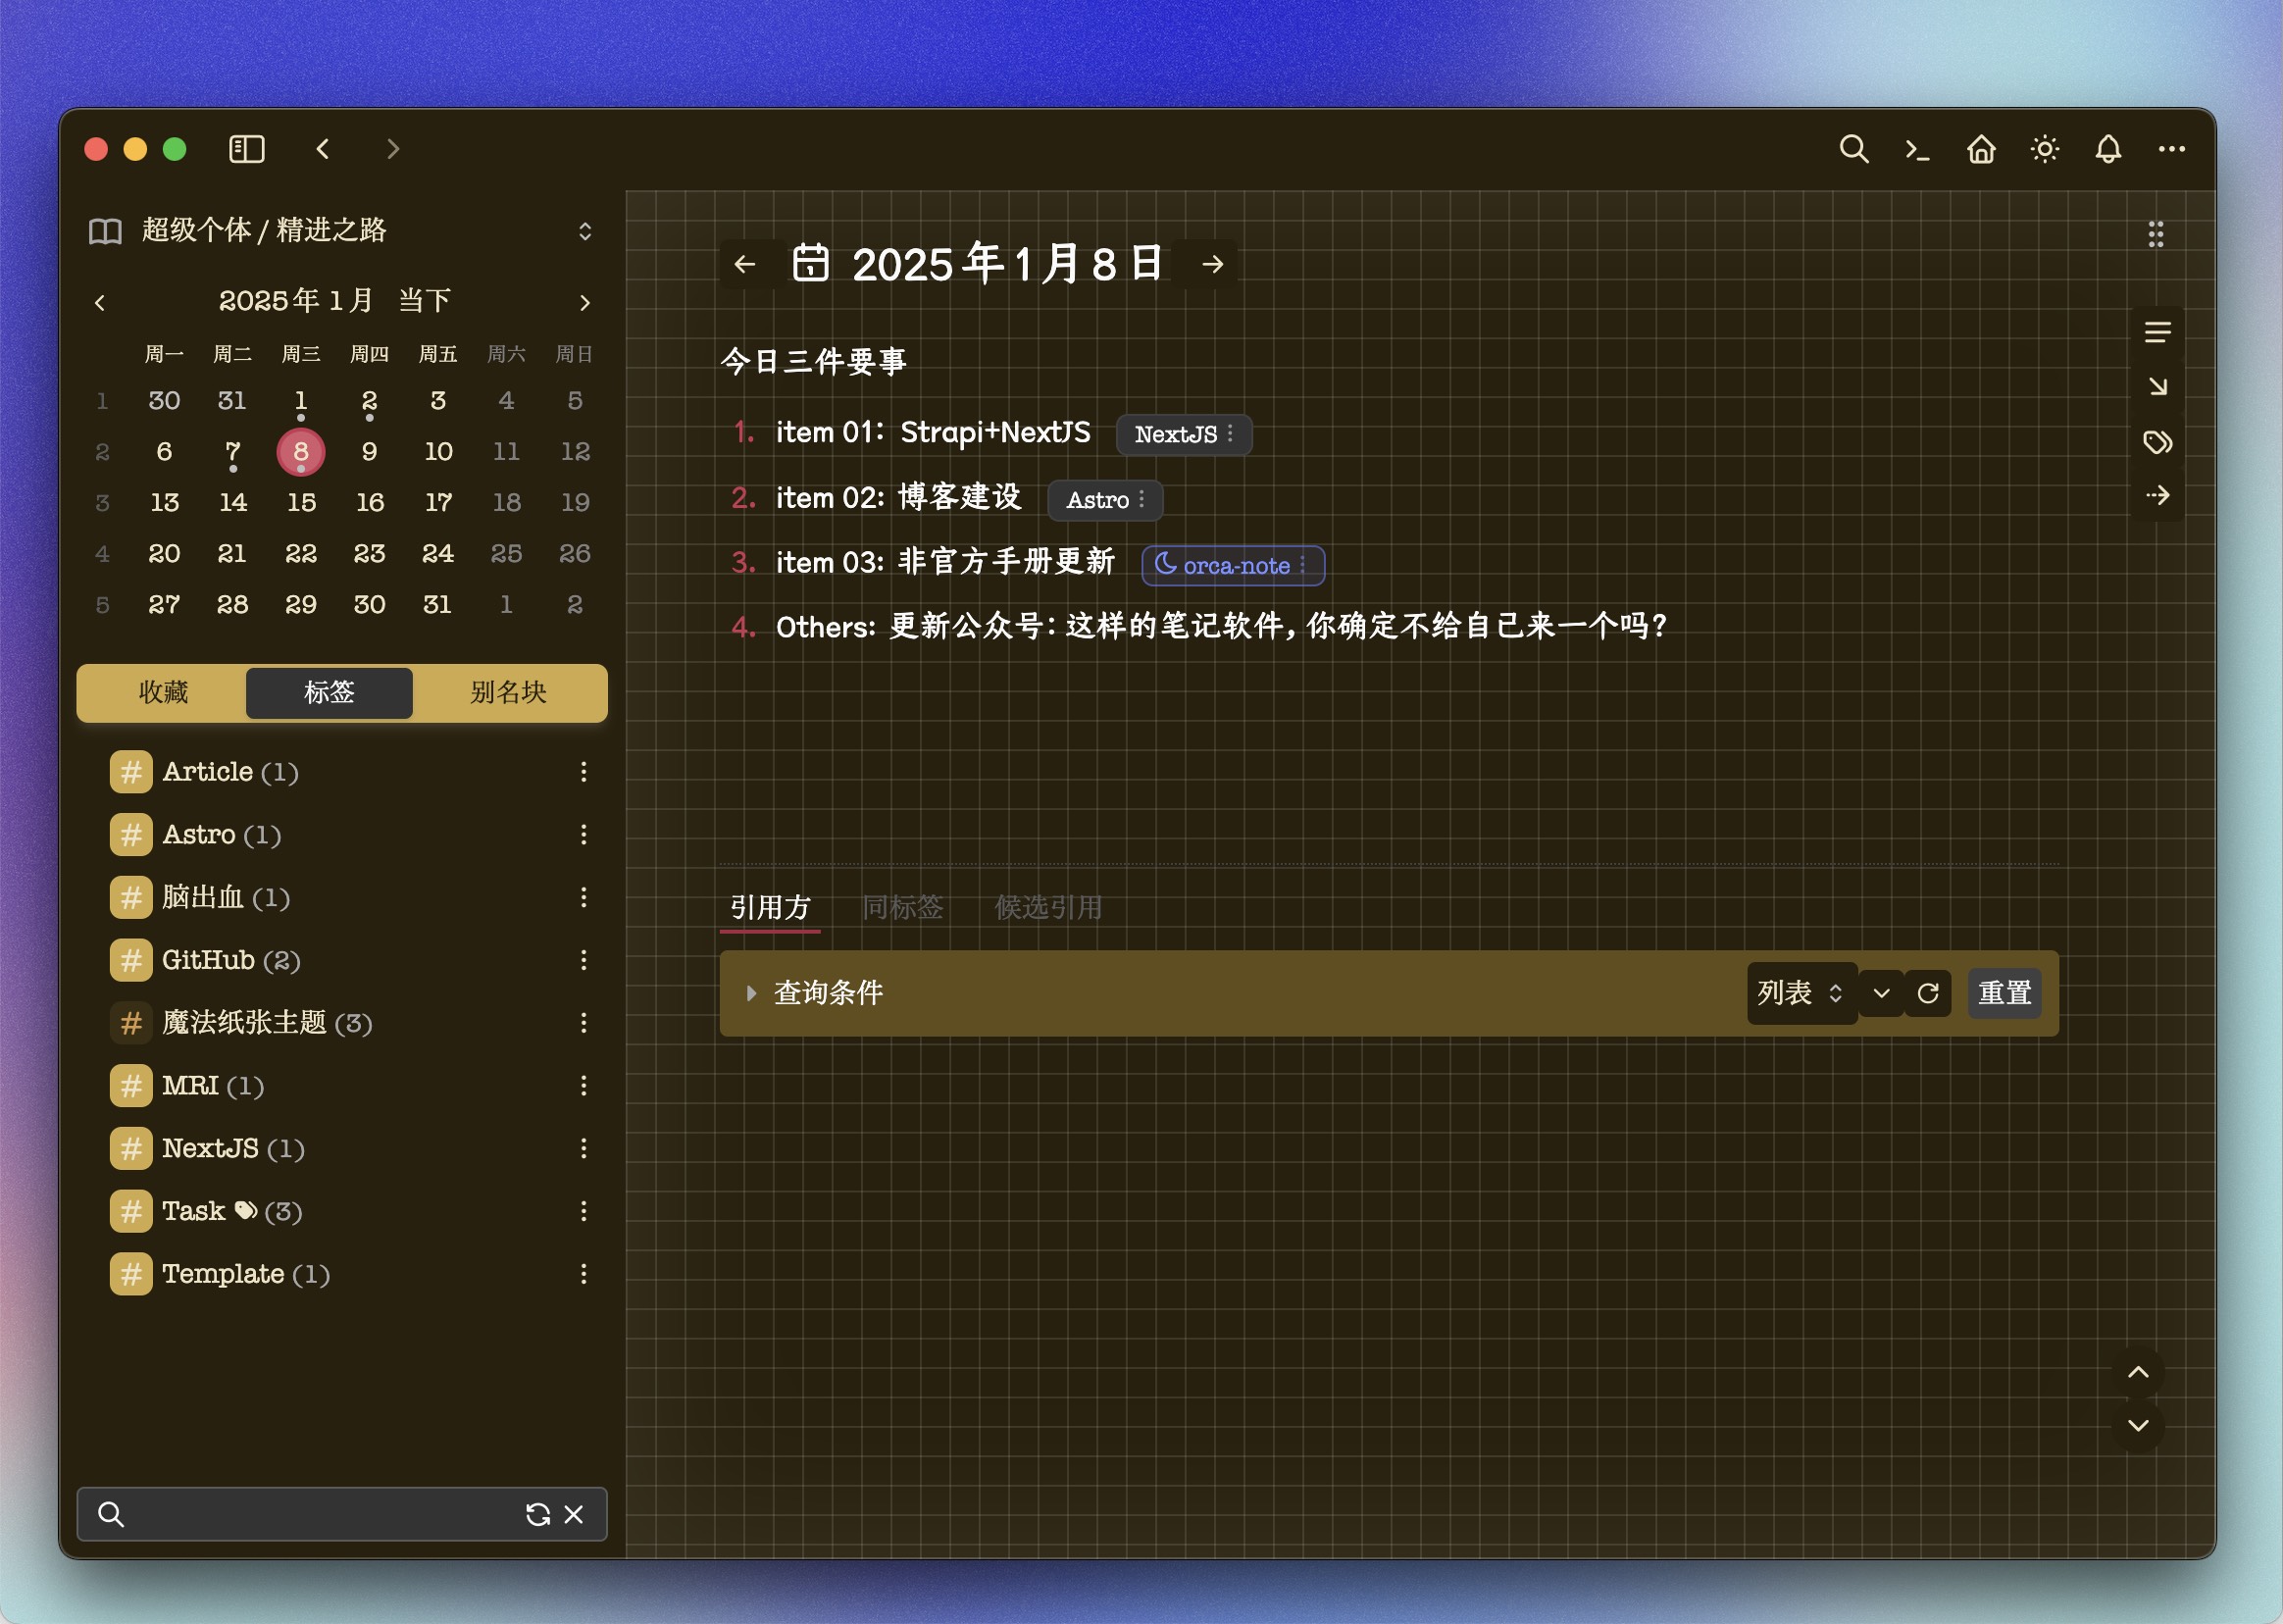 超级个体 / 精进之路
2025年 1月 当下
周一 周二 周三 周四 周五 周六 周日
1 30 31 1 2 3 4 5
2 6 7 8 9 10 11 12
3 13 14 15 16 17 18 19
4 20 21 22 23 24 25 26
5 27 28 29 30 31 1 2
收藏 标签 别名块
# Article (1)
# Astro (1)
# 脑出血 (1)
# GitHub (2)
# 魔法纸张主题 (3)
# MRI (1)
# NextJS (1)
# Task (3)
# Template (1)
2025年1月8日
今日三件要事
1. item 01: Strapi+NextJS NextJS
2. item 02: 博客建设 Astro
3. item 03: 非官方手册更新 orca-note
4. Others: 更新公众号：这样的笔记软件，你确定不给自己来一个吗？
引用方 同标签 候选引用
查询条件 列表 重置